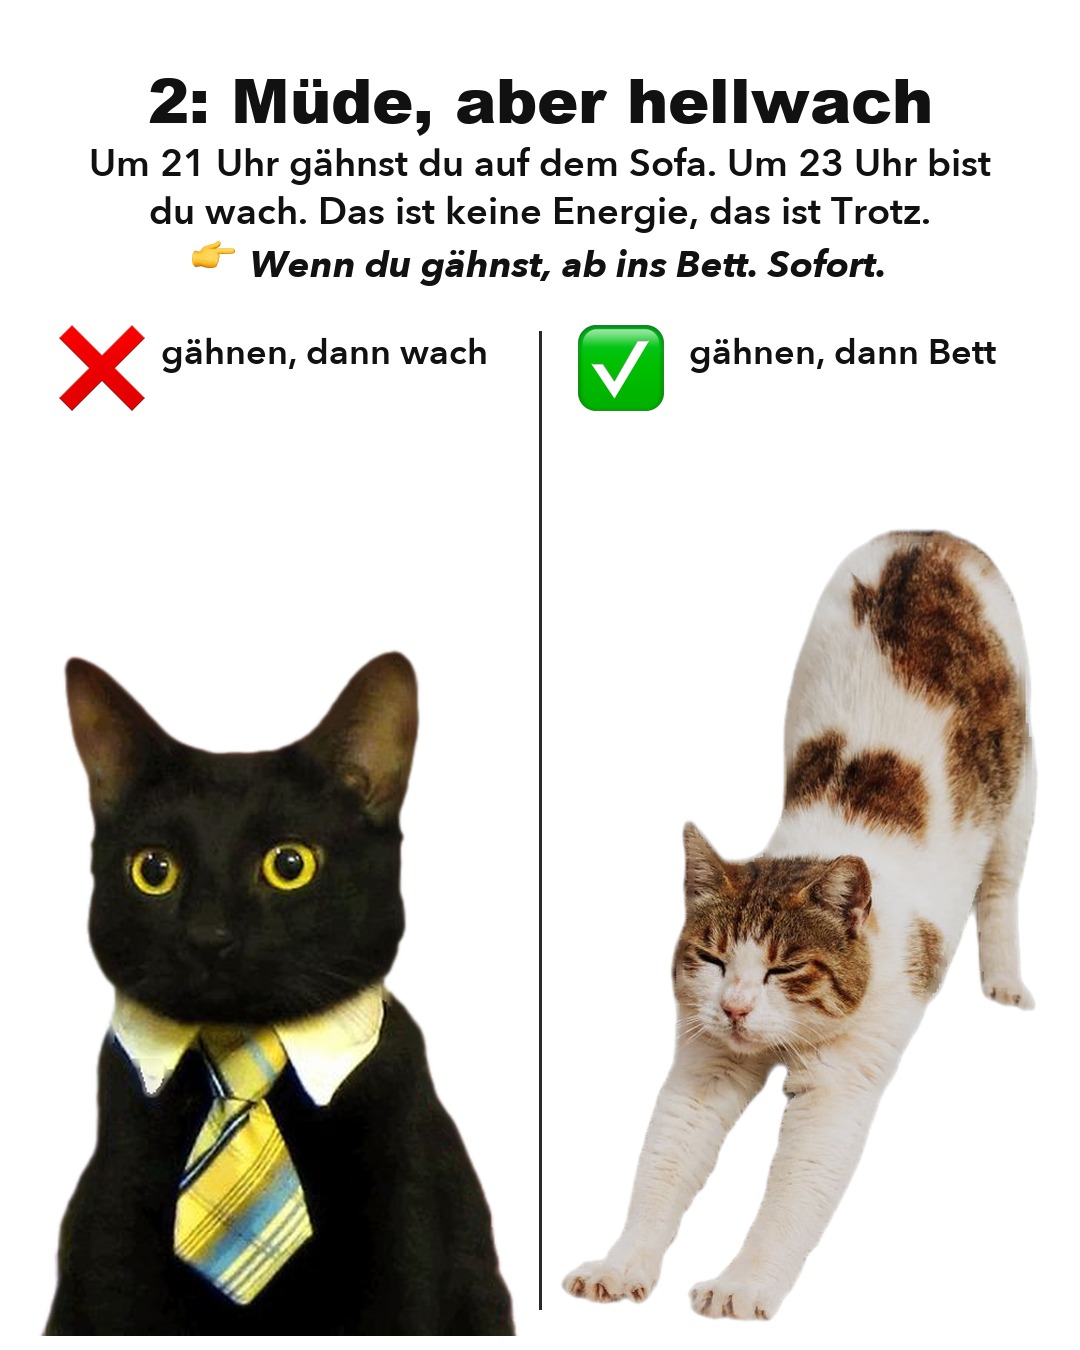 2: Müde, aber hellwach
Um 21 Uhr gähnst du auf dem Sofa. Um 23 Uhr bist
du wach. Das ist keine Energie, das ist Trotz.
👉 Wenn du gähnst, ab ins Bett. Sofort.
❌ gähnen, dann wach
✅ gähnen, dann Bett